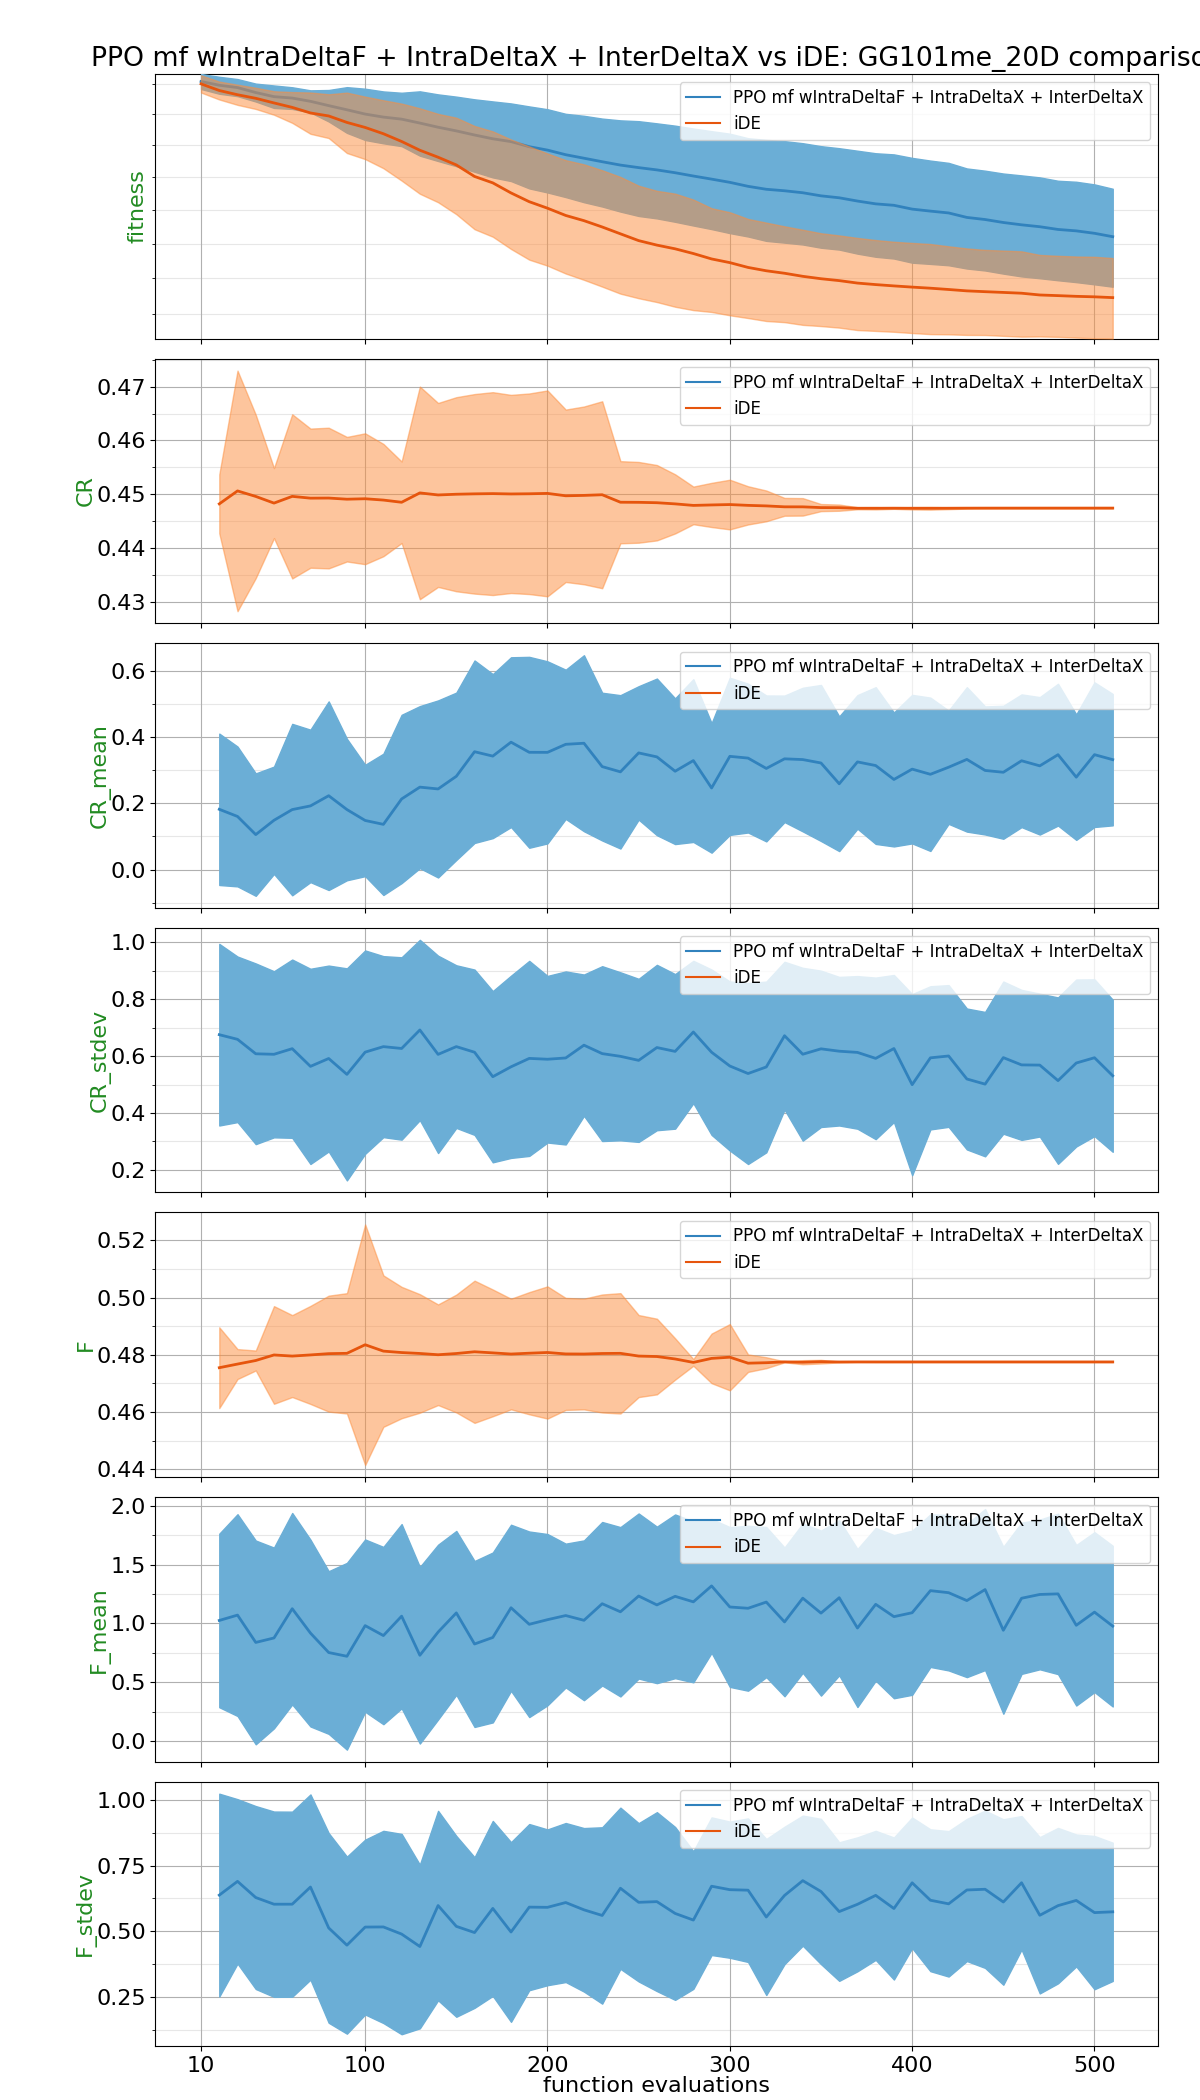 PPO mf wIntraDeltaF + IntraDeltaX + InterDeltaX vs iDE: GG101me_20D compariso
fitness
PPO mf wIntraDeltaF + IntraDeltaX + InterDeltaX
iDE
CR
0.47
0.46
0.45
0.44
0.43
PPO mf wIntraDeltaF + IntraDeltaX + InterDeltaX
iDE
CR_mean
0.6
0.4
0.2
0.0
PPO mf wIntraDeltaF + IntraDeltaX + InterDeltaX
iDE
CR_stdev
1.0
0.8
0.6
0.4
0.2
PPO mf wIntraDeltaF + IntraDeltaX + InterDeltaX
iDE
F
0.52
0.50
0.48
0.46
0.44
PPO mf wIntraDeltaF + IntraDeltaX + InterDeltaX
iDE
F_mean
2.0
1.5
1.0
0.5
0.0
PPO mf wIntraDeltaF + IntraDeltaX + InterDeltaX
iDE
F_stdev
1.00
0.75
0.50
0.25
PPO mf wIntraDeltaF + IntraDeltaX + InterDeltaX
iDE
10 100 200 300 400 500
function evaluations